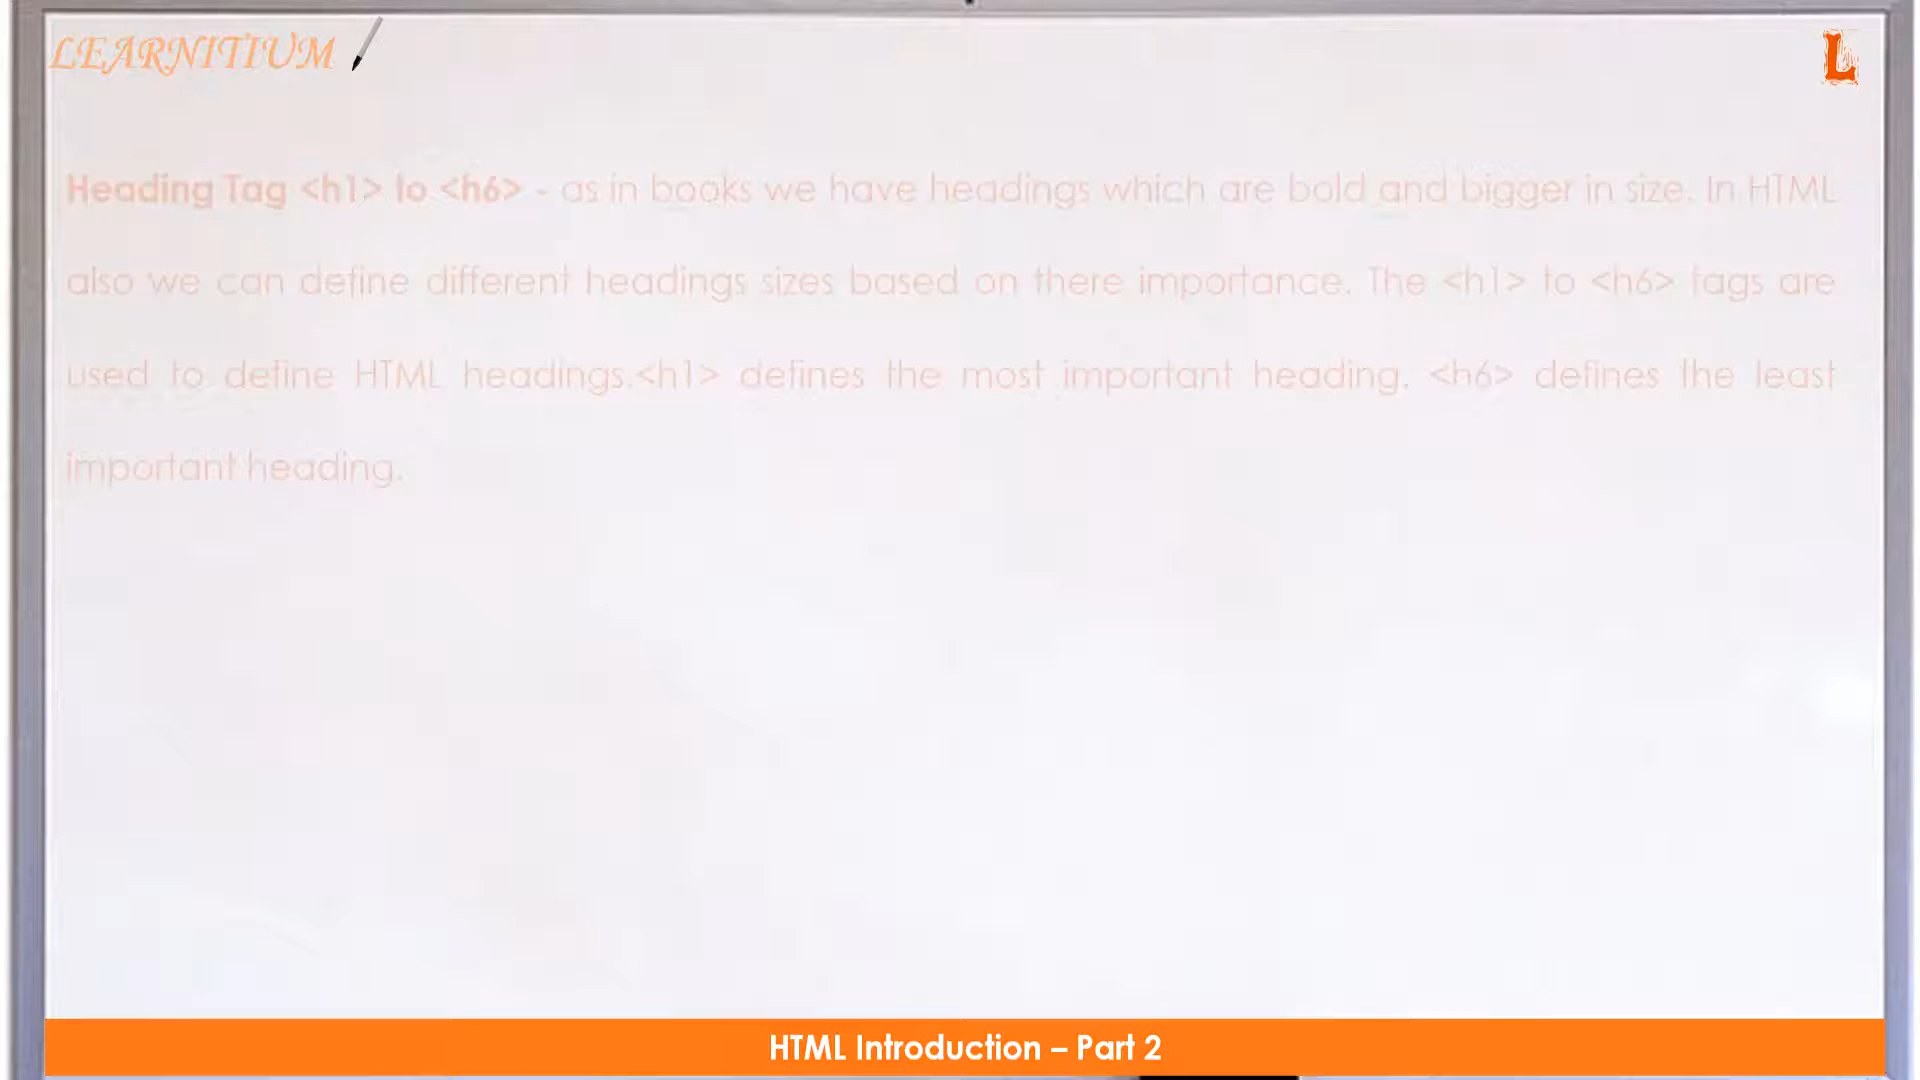 LEARNITIUM
L
Heading Tag <h1> to <h6> - as in books we have headings which are bold and bigger in size. In HTML
also we can define different headings sizes based on there importance. The <h1> to <h6> tags are
used to define HTML headings.<h1> defines the most important heading. <h6> defines the least
important heading.
HTML Introduction – Part 2